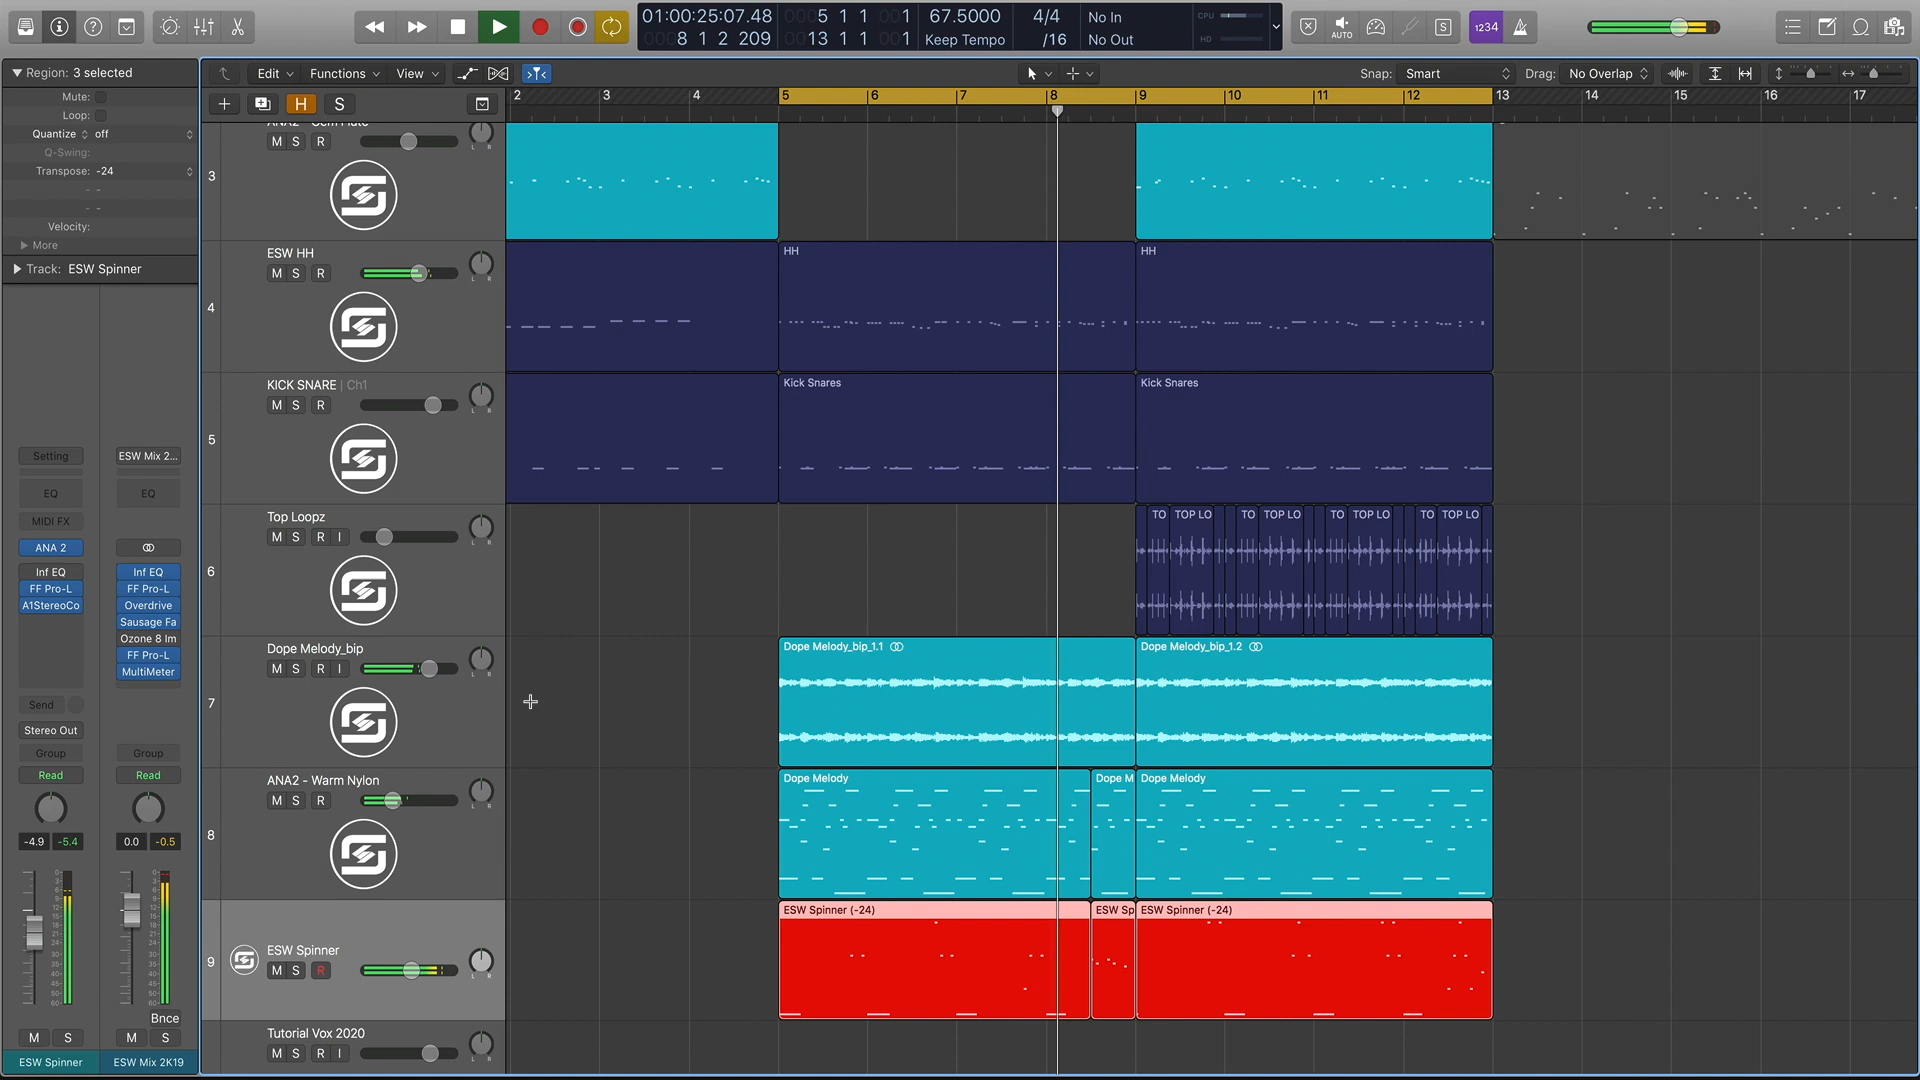 01:00:25:07.48
0005 1 1 001
67.5000
4/4
No In
CPU
0008 1 2 209
0013 1 1 001
Keep Tempo
/16
No Out
HD
AUTO
S
1234
Region: 3 selected
Edit
Functions
View
Snap: Smart
Drag: No Overlap
Mute:
Loop:
Quantize off
Q-Swing:
Transpose: -24
Velocity:
More
Track: ESW Spinner
H
S
2 3 4 5 6 7 8 9 10 11 12 13 14 15 16 17
3
M S R
L R
4
ESW HH
M S R
L R
HH
HH
5
KICK SNARE | Ch1
M S R
L R
Kick Snares
Kick Snares
6
Top Loopz
M S R I
L R
TO TOP LO TO TOP LO TO TOP LO TO TOP LO
7
Dope Melody_bip
M S R I
L R
Dope Melody_bip_1.1
Dope Melody_bip_1.2
8
ANA2 - Warm Nylon
M S R
L R
Dope Melody
Dope M
Dope Melody
9
ESW Spinner
M S R
L R
ESW Spinner (-24)
ESW Sp
ESW Spinner (-24)
Tutorial Vox 2020
M S R I
L R
Setting
ESW Mix 2...
EQ
EQ
MIDI FX
ANA 2
Inf EQ
Inf EQ
FF Pro-L
FF Pro-L
A1StereoCo
Overdrive
Sausage Fa
Ozone 8 Im
FF Pro-L
MultiMeter
Send
Stereo Out
Group
Group
Read
Read
-4.9 -5.4
0.0 -0.5
Bnce
M S
M S
ESW Spinner
ESW Mix 2K19